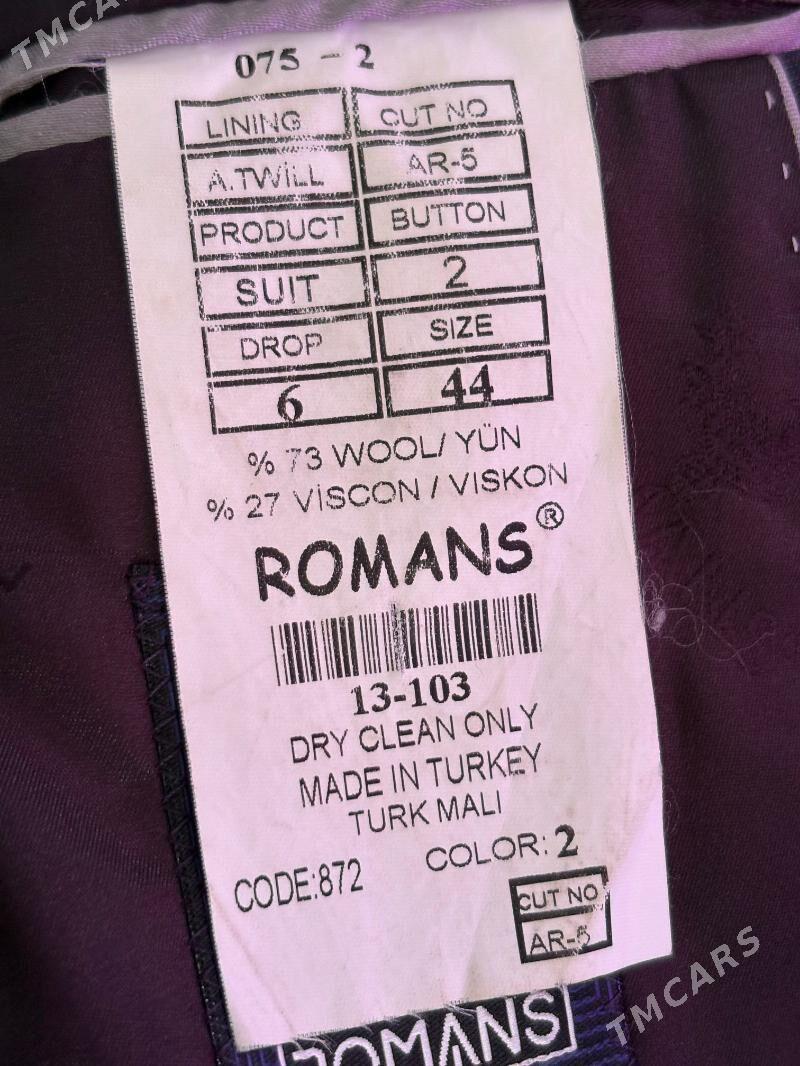 TMCARS
075 - 2
LINING CUT NO
A.TWILL AR-5
PRODUCT BUTTON
SUIT 2
DROP SIZE
6 44
% 73 WOOL/ YÜN
% 27 VİSCON / VISKON
ROMANS®
13-103
DRY CLEAN ONLY
MADE IN TURKEY
TURK MALI
CODE:872 COLOR: 2
CUT NO
AR-5
ROMANS
TMCARS